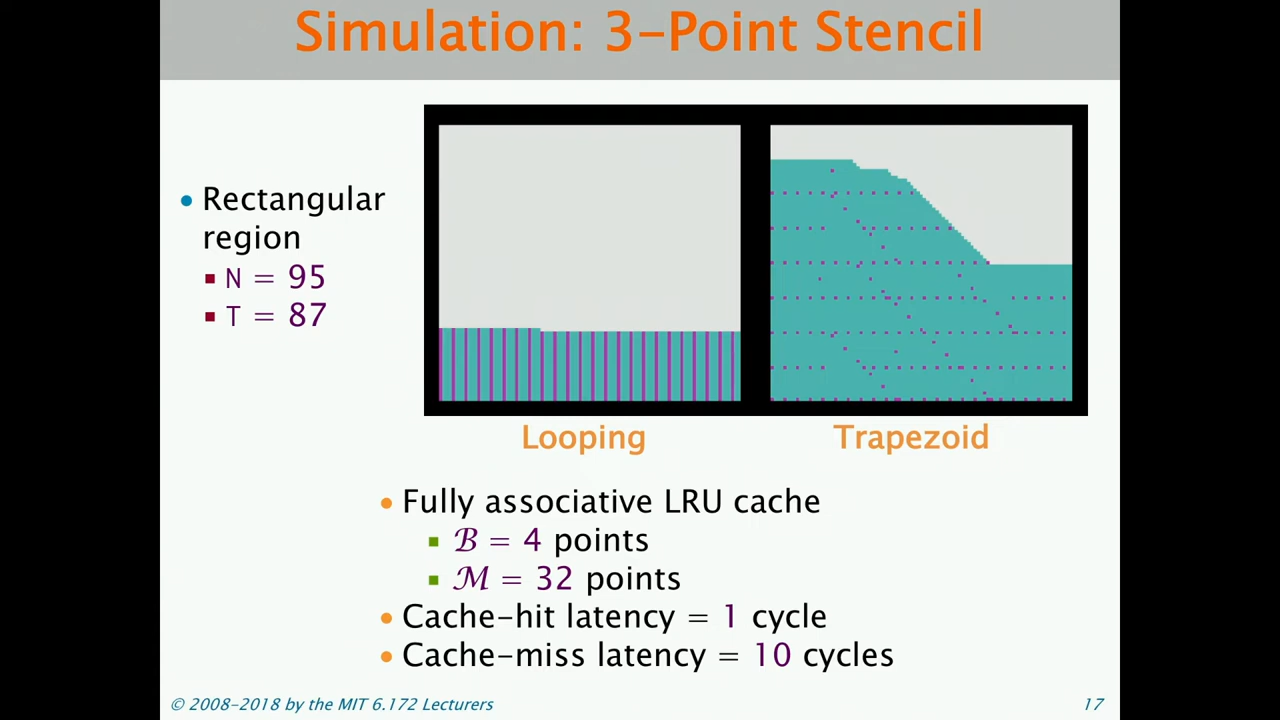 Simulation: 3-Point Stencil
• Rectangular
region
▪ N = 95
▪ T = 87
Looping
Trapezoid
• Fully associative LRU cache
▪ ℬ = 4 points
▪ ℳ = 32 points
• Cache-hit latency = 1 cycle
• Cache-miss latency = 10 cycles
© 2008-2018 by the MIT 6.172 Lecturers
17